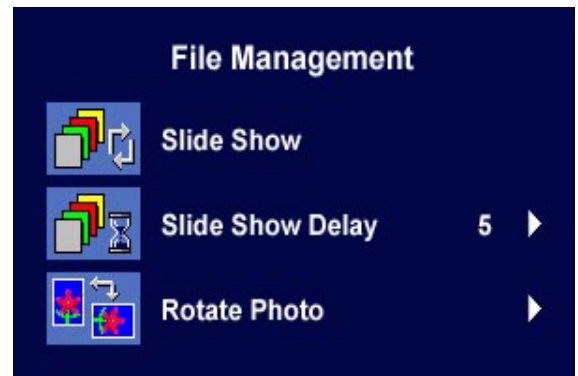 File Management
Slide Show
Slide Show Delay 5
Rotate Photo